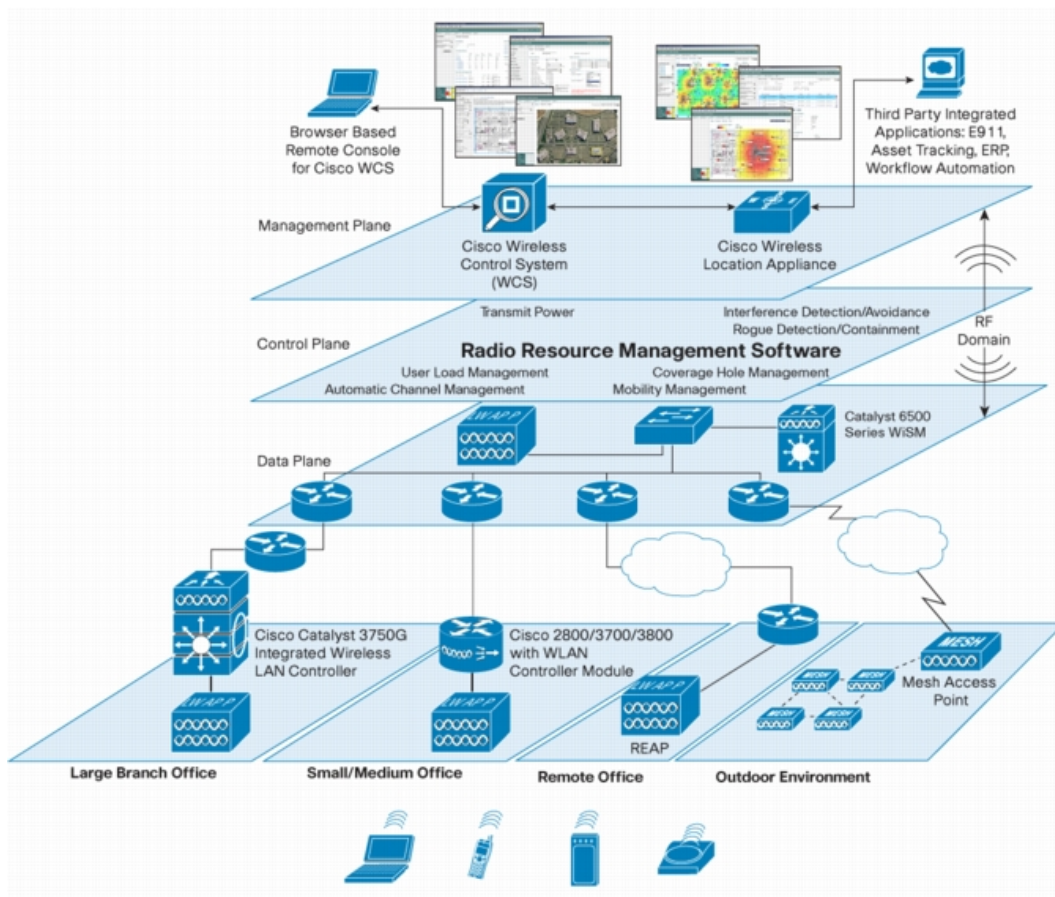 Browser Based
Remote Console
for Cisco WCS
Third Party Integrated
Applications: E911,
Asset Tracking, ERP,
Workflow Automation
Management Plane
Cisco Wireless
Control System
(WCS)
Cisco Wireless
Location Appliance
Transmit Power
Interference Detection/Avoidance
Rogue Detection/Containment
RF
Domain
Control Plane
Radio Resource Management Software
User Load Management
Coverage Hole Management
Automatic Channel Management
Mobility Management
LWAPP
Catalyst 6500
Series WiSM
Data Plane
Cisco Catalyst 3750G
Integrated Wireless
LAN Controller
Cisco 2800/3700/3800
with WLAN
Controller Module
MESH
Mesh Access
Point
MESH
MESH
MESH
MESH
LWAPP
LWAPP
LWAPP
REAP
Large Branch Office
Small/Medium Office
Remote Office
Outdoor Environment